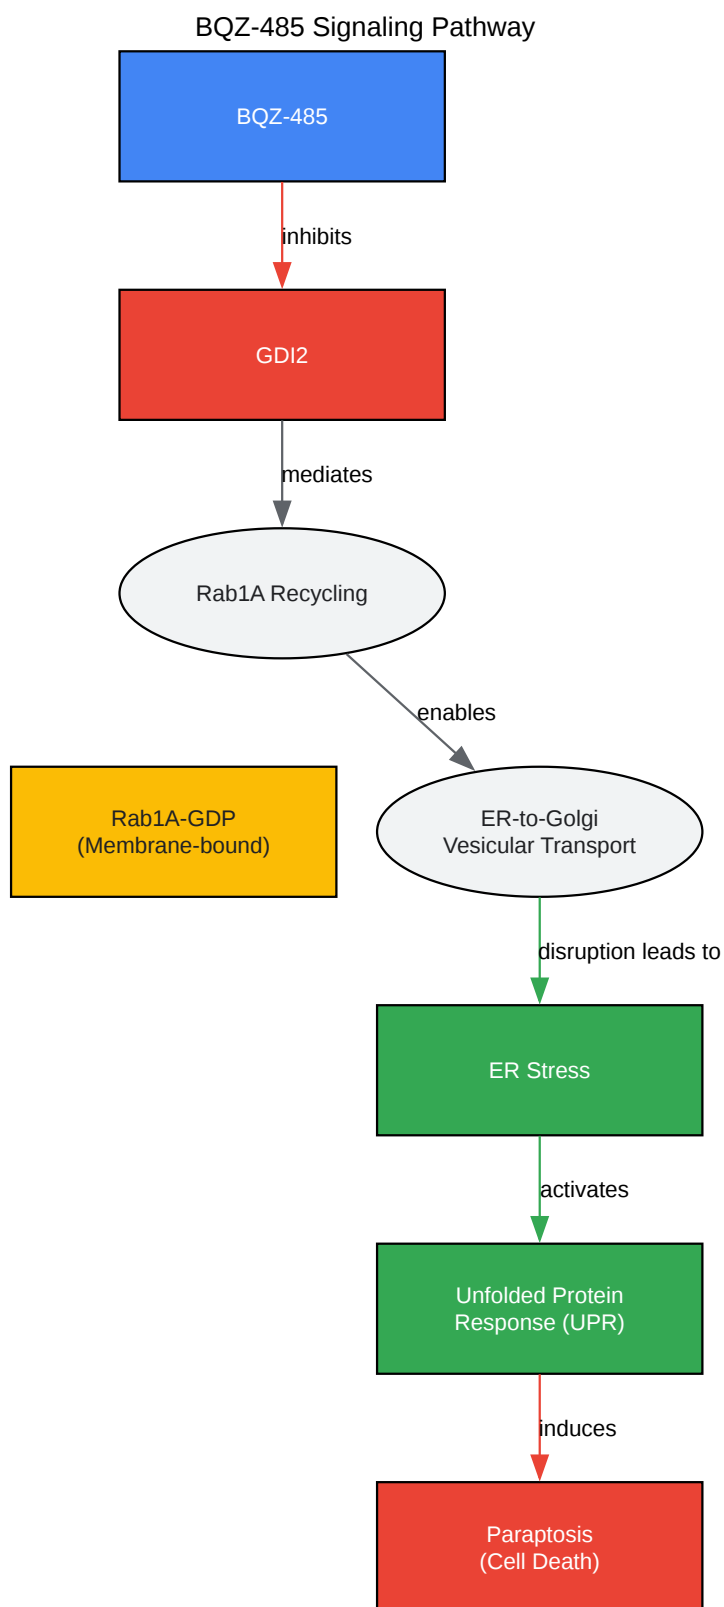 BQZ-485 Signaling Pathway
BQZ-485
inhibits
GDI2
mediates
Rab1A Recycling
enables
Rab1A-GDP
(Membrane-bound)
ER-to-Golgi
Vesicular Transport
disruption leads to
ER Stress
activates
Unfolded Protein
Response (UPR)
induces
Paraptosis
(Cell Death)